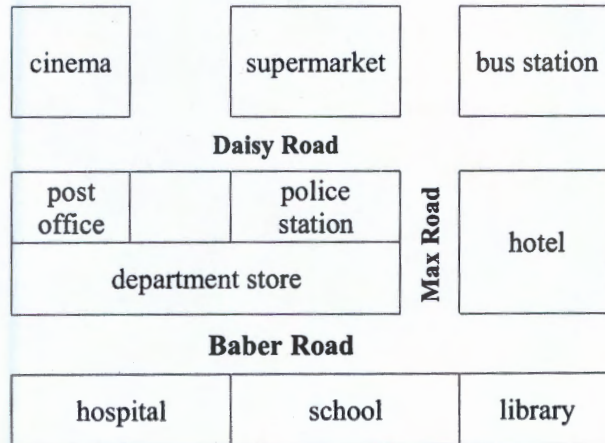 cinema
supermarket
bus station
Daisy Road
post
office
police
station
Max Road
hotel
department store
Baber Road
hospital
school
library